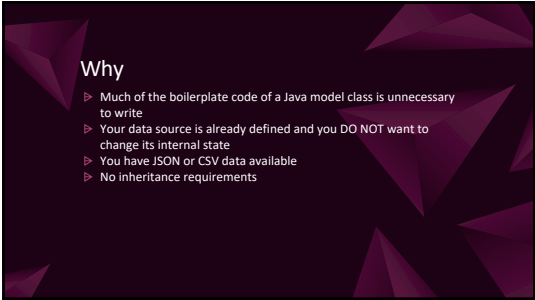 Why
Much of the boilerplate code of a Java model class is unnecessary
to write
Your data source is already defined and you DO NOT want to
change its internal state
You have JSON or CSV data available
No inheritance requirements